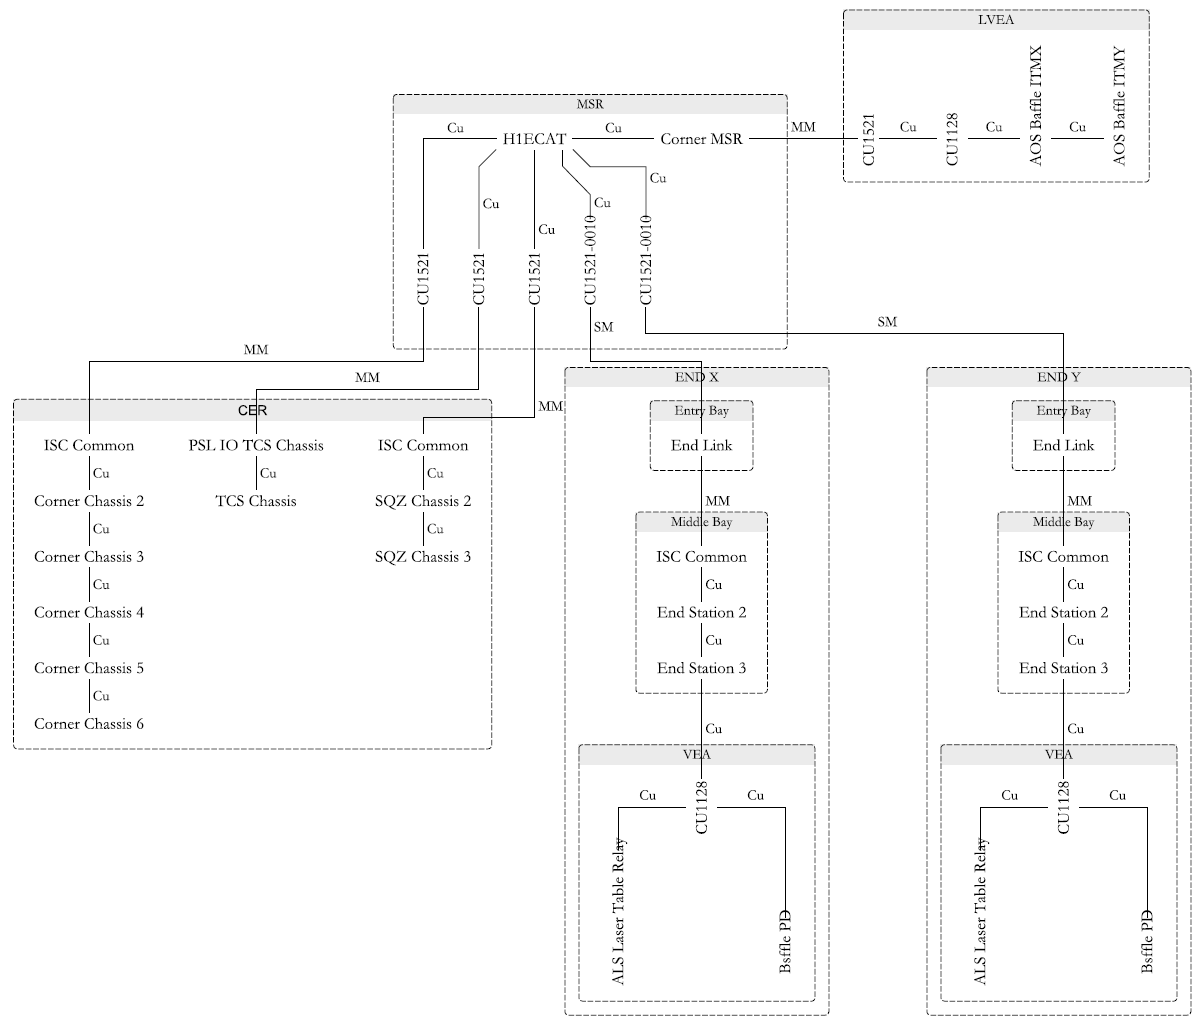 LVEA
MSR
Cu
H1ECAT
Cu
Corner MSR
MM
CU1521
Cu
CU1128
Cu
AOS Baffle ITMX
Cu
AOS Baffle ITMY
Cu
Cu
Cu
Cu
CU1521
CU1521
CU1521
CU1521-0010
CU1521-0010
SM
SM
MM
MM
MM
CER
ISC Common
Cu
Corner Chassis 2
Cu
Corner Chassis 3
Cu
Corner Chassis 4
Cu
Corner Chassis 5
Cu
Corner Chassis 6
PSL IO TCS Chassis
Cu
TCS Chassis
ISC Common
Cu
SQZ Chassis 2
Cu
SQZ Chassis 3
END X
Entry Bay
End Link
MM
Middle Bay
ISC Common
Cu
End Station 2
Cu
End Station 3
Cu
VEA
Cu
CU1128
Cu
ALS Laser Table Relay
Bsffle PD
END Y
Entry Bay
End Link
MM
Middle Bay
ISC Common
Cu
End Station 2
Cu
End Station 3
Cu
VEA
Cu
CU1128
Cu
ALS Laser Table Relay
Bsffle PD